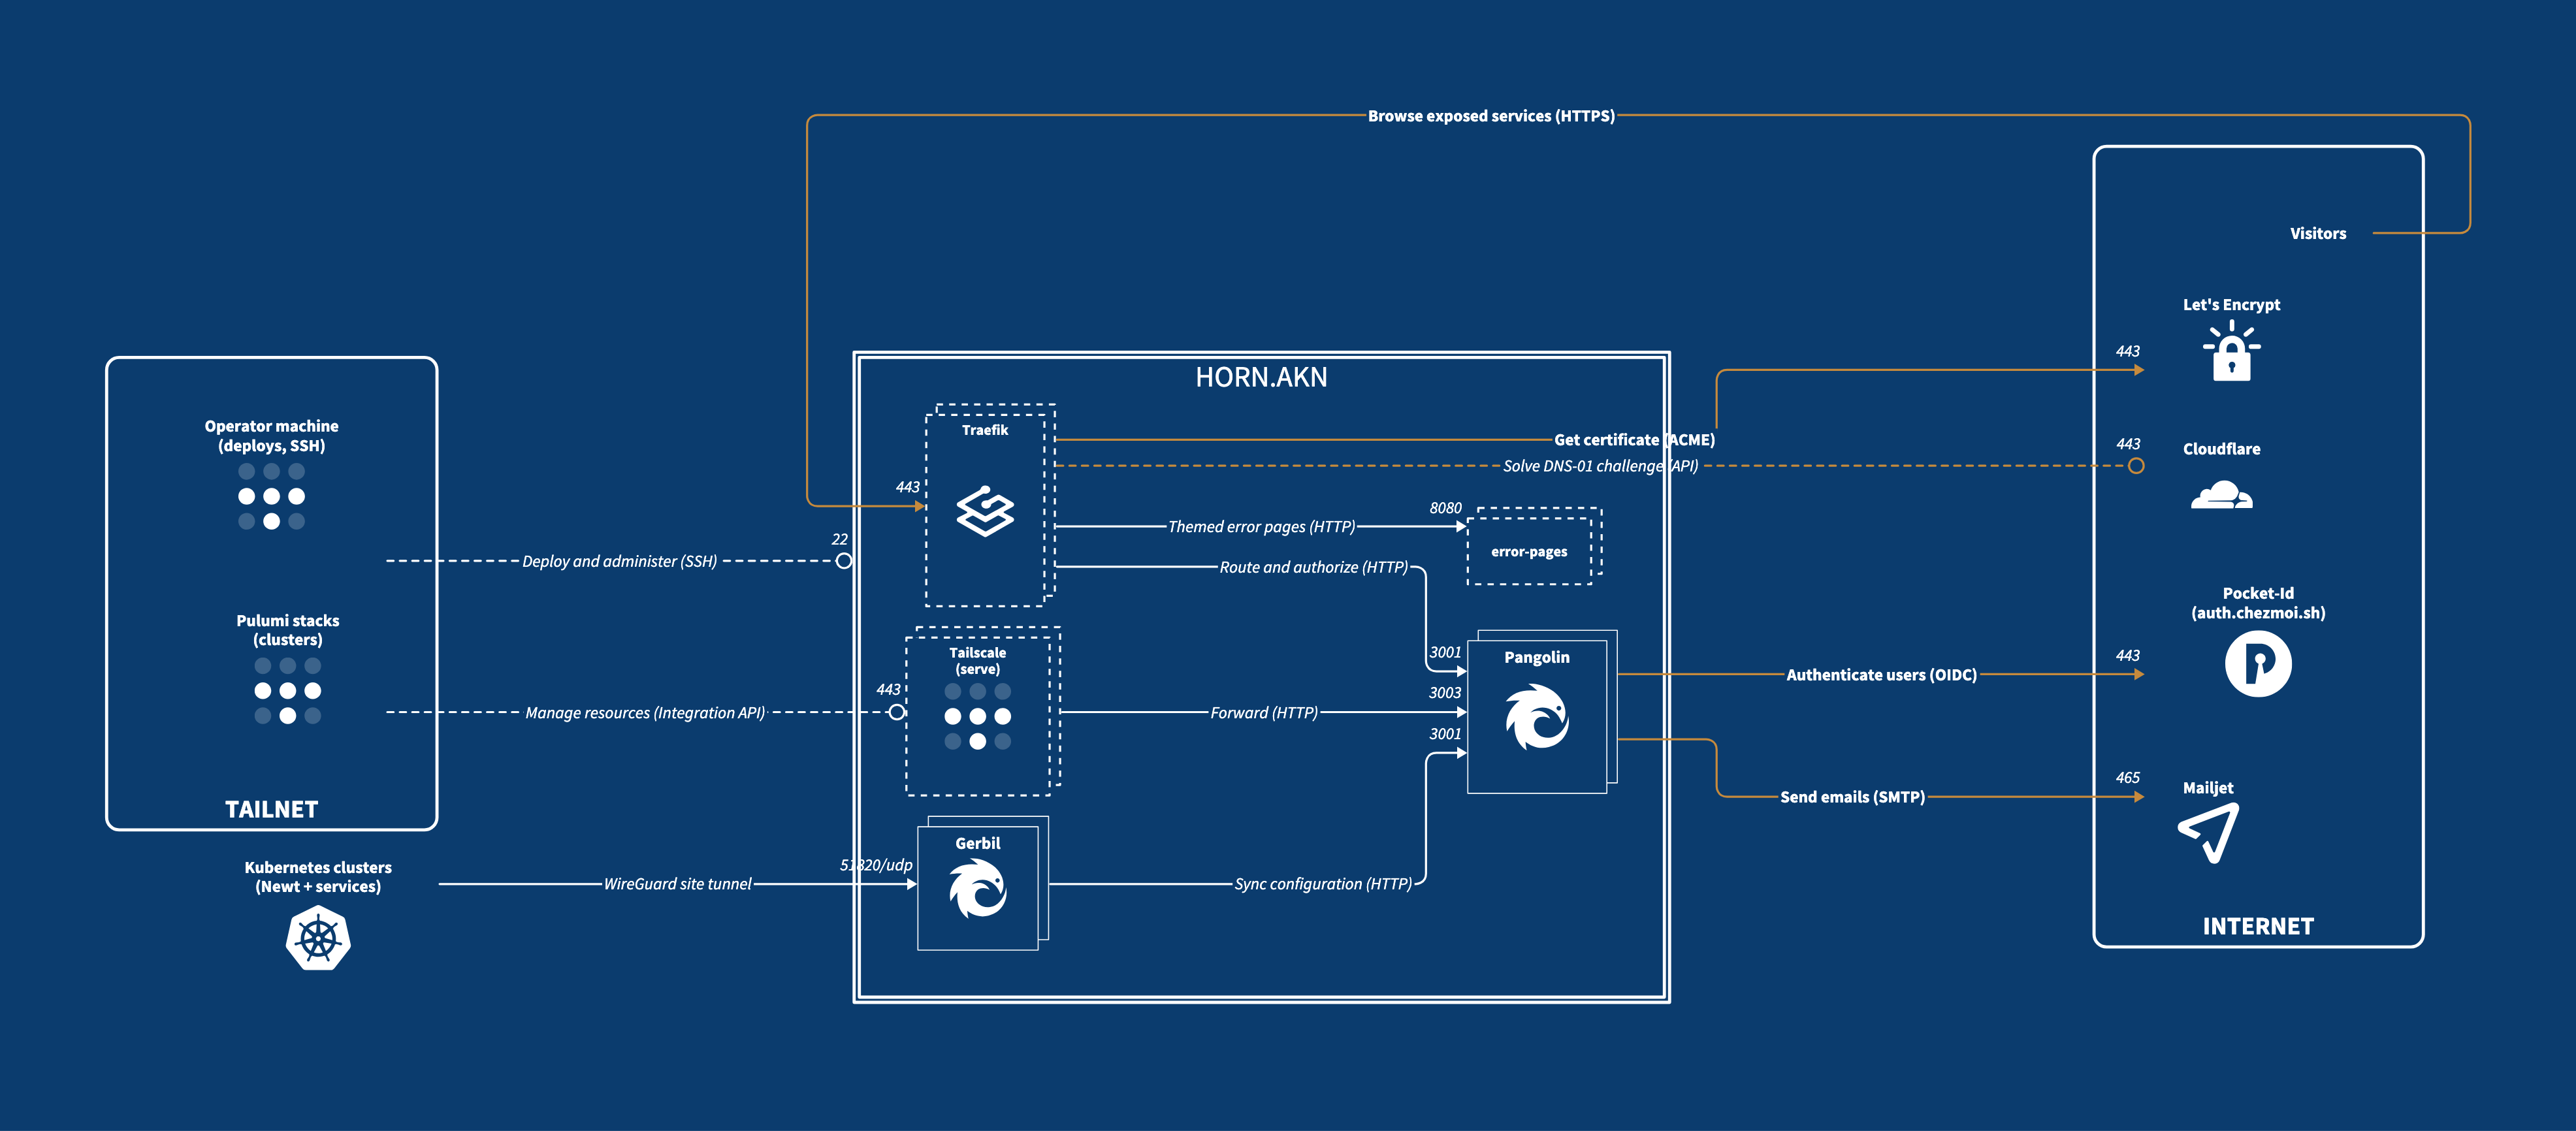 Browse exposed services (HTTPS)
Visitors
Let's Encrypt
443
HORN.AKN
Operator machine
(deploys, SSH)
Traefik
Get certificate (ACME)
443
Cloudflare
Solve DNS-01 challenge (API)
443
8080
Themed error pages (HTTP)
error-pages
22
Deploy and administer (SSH)
Route and authorize (HTTP)
Pocket-Id
(auth.chezmoi.sh)
Pulumi stacks
(clusters)
Tailscale
(serve)
3001
Pangolin
443
Authenticate users (OIDC)
443
3003
Manage resources (Integration API)
Forward (HTTP)
3001
465
Mailjet
Send emails (SMTP)
TAILNET
Gerbil
Kubernetes clusters
(Newt + services)
51820/udp
WireGuard site tunnel
Sync configuration (HTTP)
INTERNET